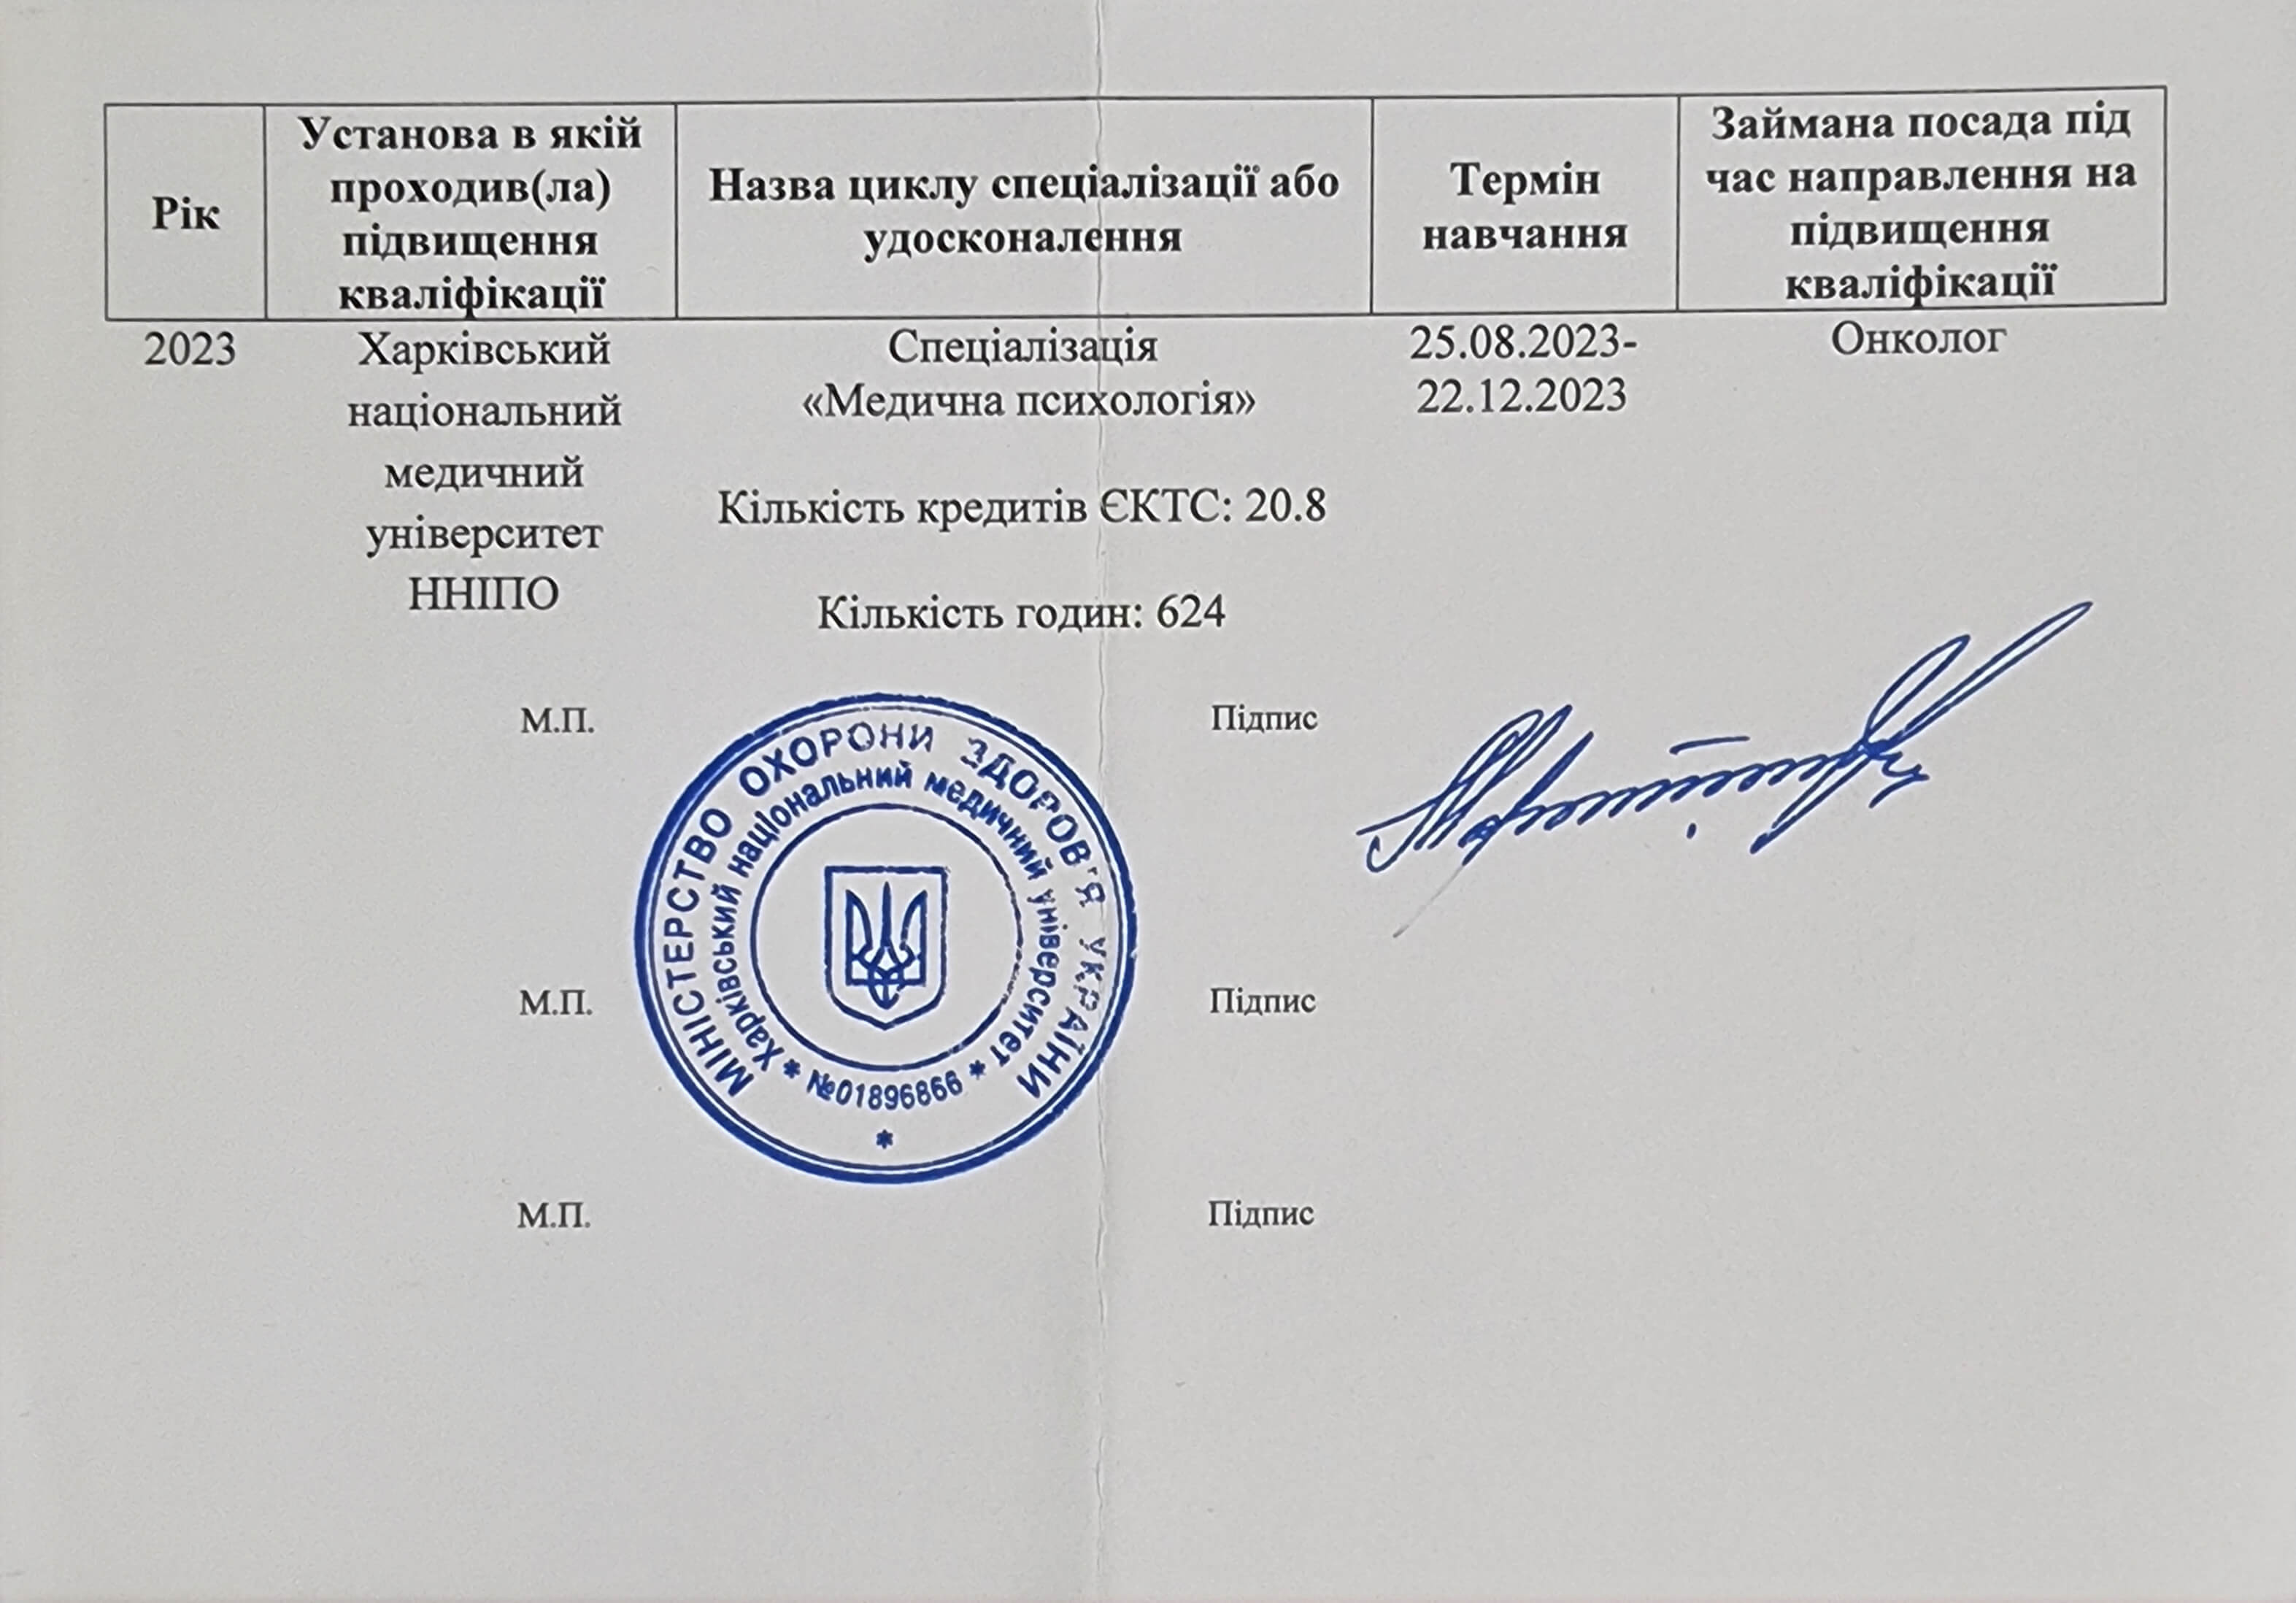 Рік
Установа в якій
проходив(ла)
підвищення
кваліфікації
Назва циклу спеціалізації або
удосконалення
Термін
навчання
Займана посада під
час направлення на
підвищення
кваліфікації
2023
Харківський
національний
медичний
університет
ННІПО
Спеціалізація
«Медична психологія»
Кількість кредитів ЄКТС: 20.8
Кількість годин: 624
25.08.2023-
22.12.2023
Онколог
М.П.
Підпис
МІНІСТЕРСТВО ОХОРОНИ ЗДОРОВ'Я УКРАЇНИ
*
Харківський національний медичний університет
* №01896866 *
М.П.
Підпис
М.П.
Підпис